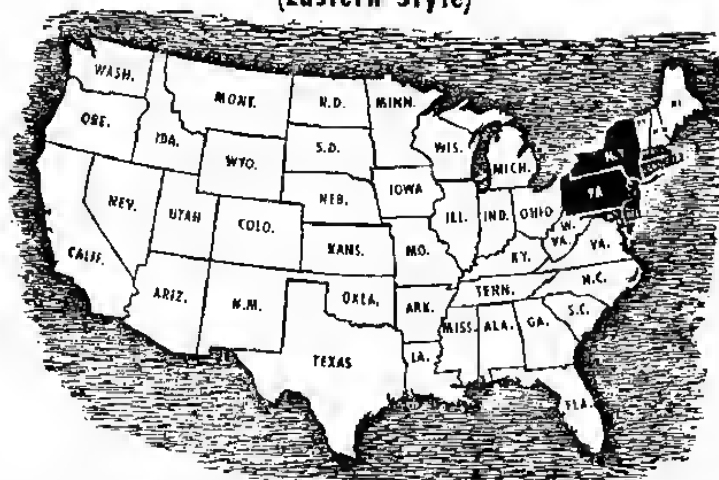 (Eastern Style)
WASH.
MONT.
N.D.
MINN.
ORE.
IDA.
S.D.
WIS.
MICH.
N.Y.
WYO.
IOWA
PA.
NEV.
UTAH
COLO.
NEB.
ILL.
IND.
OHIO
W. VA.
VA.
CALIF.
KANS.
MO.
KY.
ARIZ.
N.M.
OKLA.
ARK.
TENN.
N.C.
S.C.
TEXAS
LA.
MISS.
ALA.
GA.
FLA.